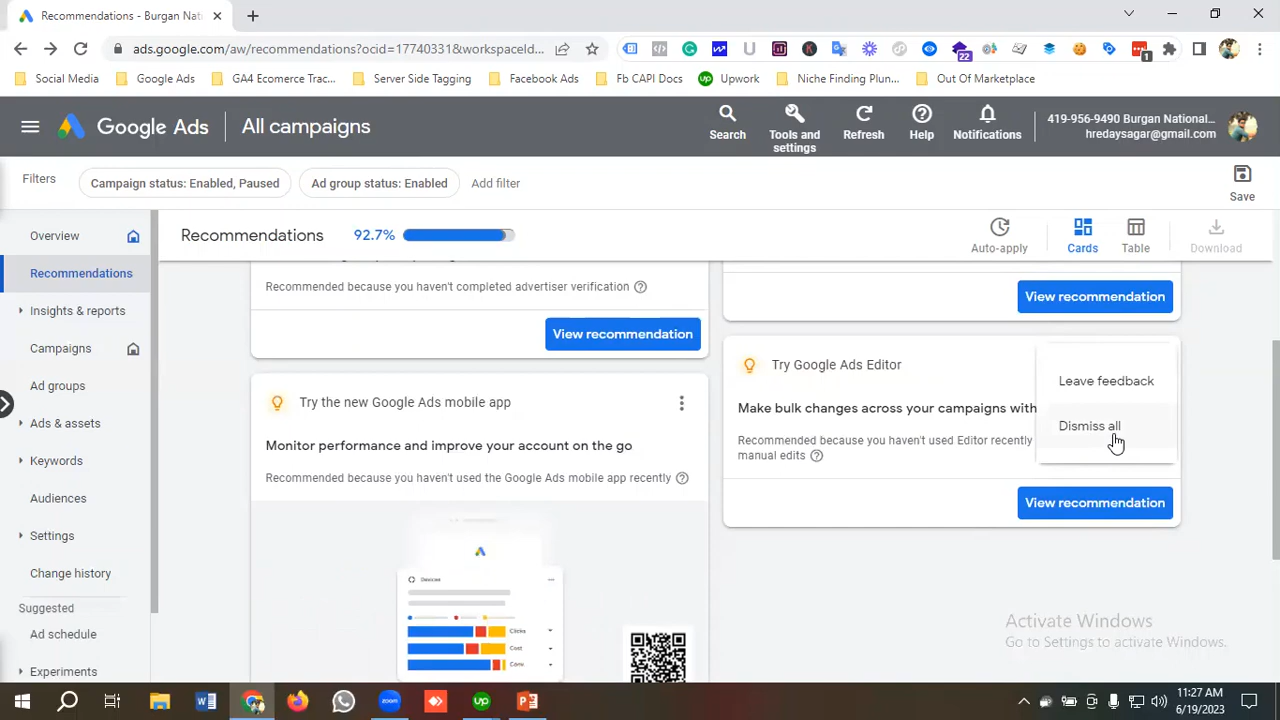 Recommendations - Burgan Nati
ads.google.com/aw/recommendations?ocid=17740331&workspaceId...
22
1
Social Media
Google Ads
GA4 Ecomerce Trac...
Server Side Tagging
Facebook Ads
Fb CAPI Docs
Upwork
Niche Finding Plun...
Out Of Marketplace
Google Ads
All campaigns
Search
Tools and
settings
Refresh
Help
Notifications
419-956-9490 Burgan National...
hredaysagar@gmail.com
Filters
Campaign status: Enabled, Paused
Ad group status: Enabled
Add filter
Save
Overview
Recommendations
Insights & reports
Campaigns
Ad groups
Ads & assets
Keywords
Audiences
Settings
Change history
Suggested
Ad schedule
Experiments
Recommendations
92.7%
Auto-apply
Cards
Table
Download
Recommended because you haven't completed advertiser verification
View recommendation
Try the new Google Ads mobile app
Monitor performance and improve your account on the go
Recommended because you haven't used the Google Ads mobile app recently
Devices
Clicks
Cost
Conv.
View recommendation
Try Google Ads Editor
Make bulk changes across your campaigns with
Recommended because you haven't used Editor recently
manual edits
Leave feedback
Dismiss all
View recommendation
Activate Windows
Go to Settings to activate Windows.
zoom
11:27 AM
6/19/2023